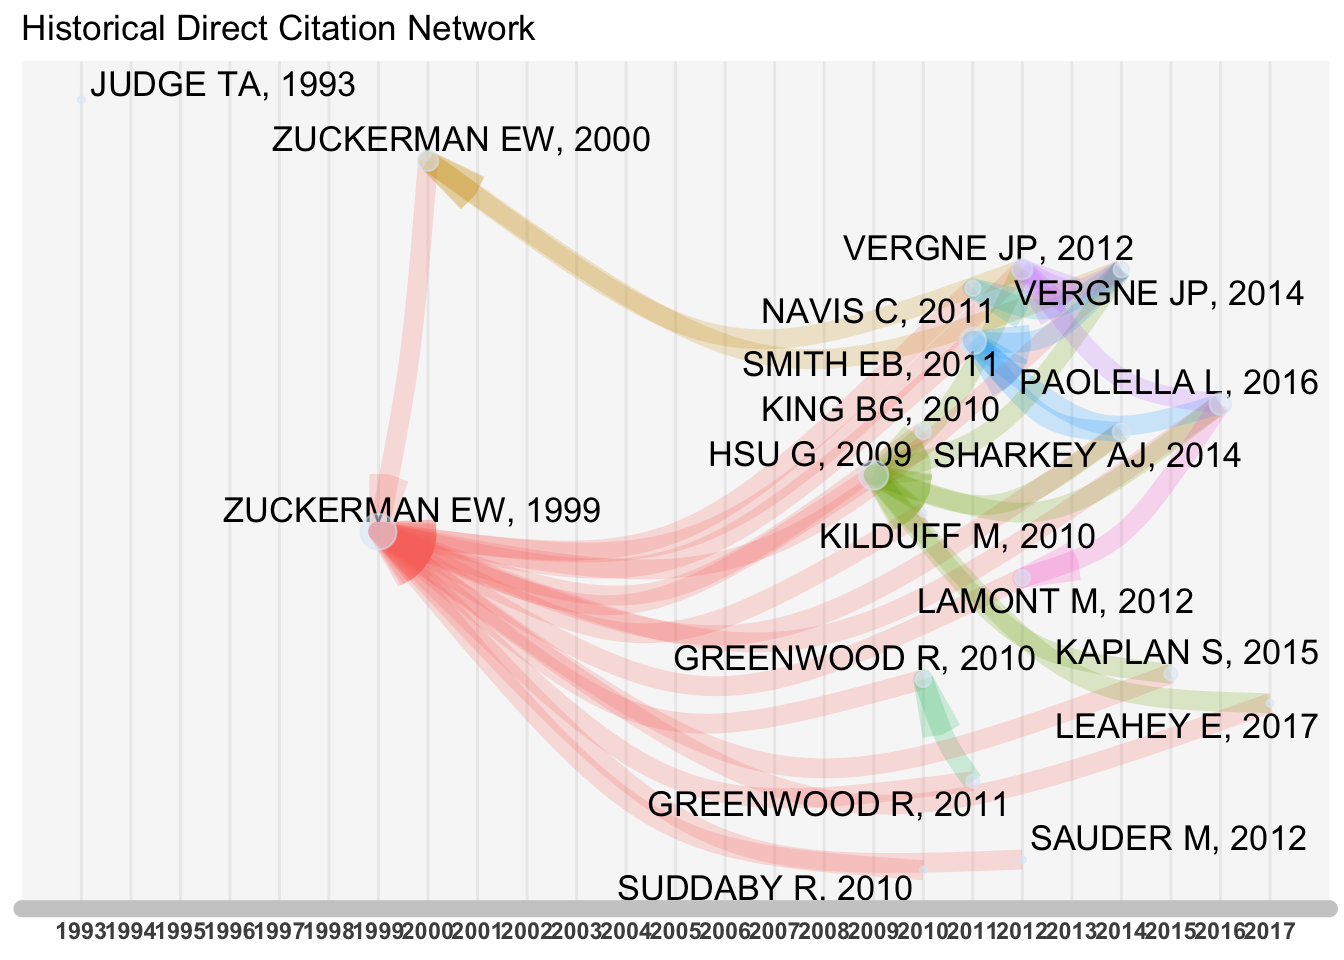 Historical Direct Citation Network
JUDGE TA, 1993
ZUCKERMAN EW, 2000
VERGNE JP, 2012
VERGNE JP, 2014
NAVIS C, 2011
SMITH EB, 2011
PAOLELLA L, 2016
KING BG, 2010
HSU G, 2009
SHARKEY AJ, 2014
ZUCKERMAN EW, 1999
KILDUFF M, 2010
LAMONT M, 2012
GREENWOOD R, 2010
KAPLAN S, 2015
LEAHEY E, 2017
GREENWOOD R, 2011
SAUDER M, 2012
SUDDABY R, 2010
1993 1994 1995 1996 1997 1998 1999 2000 2001 2002 2003 2004 2005 2006 2007 2008 2009 2010 2011 2012 2013 2014 2015 2016 2017